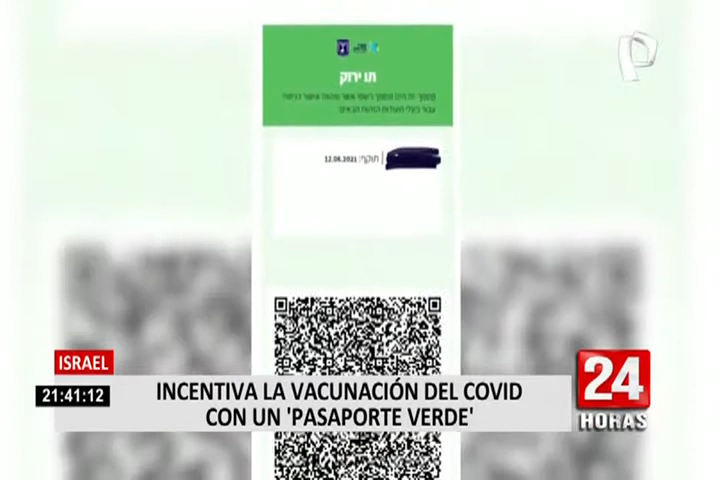 תו ירוק
תוקף: 12.08.2021
ISRAEL
21:41:12
INCENTIVA LA VACUNACIÓN DEL COVID
CON UN 'PASAPORTE VERDE'
24
HORAS